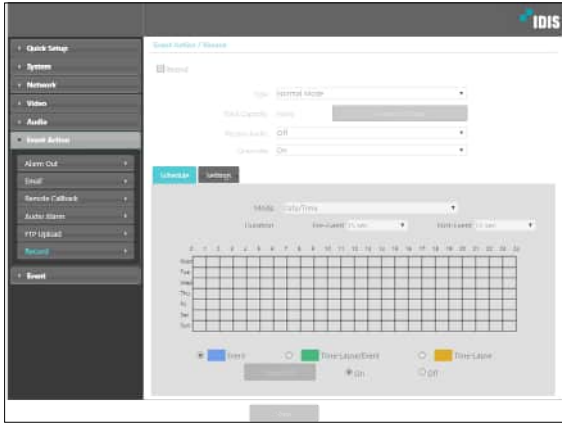 IDIS
Quick Setup
System
Network
Video
Audio
Event Action
Alarm Out
Email
Remote Callback
Audio Alarm
FTP Upload
Record
Event
Event Action / Record
Record
Type Normal Mode
Record Audio Off
Overwrite On
Schedule Settings
Mode Daily/Time
Duration Pre-Event Post-Event
0 1 2 3 4 5 6 7 8 9 10 11 12 13 14 15 16 17 18 19 20 21 22 23 24
Mon
Tue
Wed
Thu
Fri
Sat
Sun
Event Time-Lapse/Event Time-Lapse
On Off